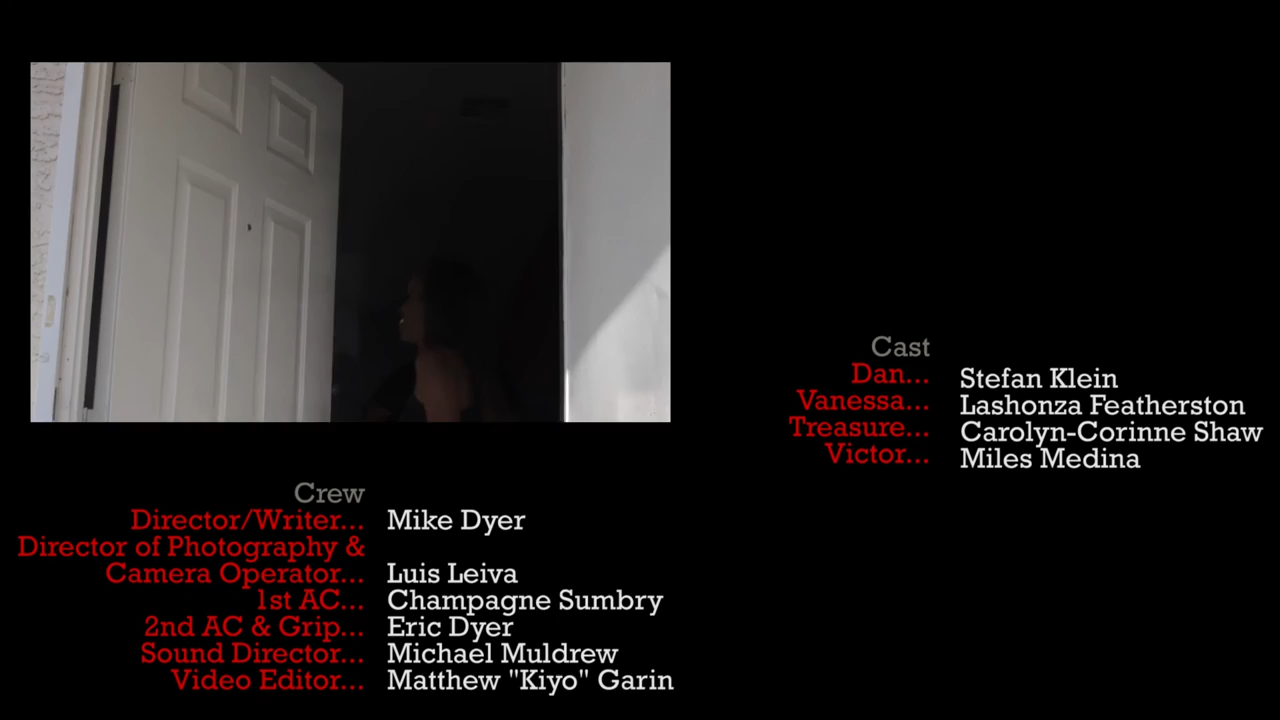 Cast
Dan... Stefan Klein
Vanessa... Lashonza Featherston
Treasure... Carolyn-Corinne Shaw
Victor... Miles Medina
Crew
Director/Writer... Mike Dyer
Director of Photography &
Camera Operator... Luis Leiva
1st AC... Champagne Sumbry
2nd AC & Grip... Eric Dyer
Sound Director... Michael Muldrew
Video Editor... Matthew "Kiyo" Garin